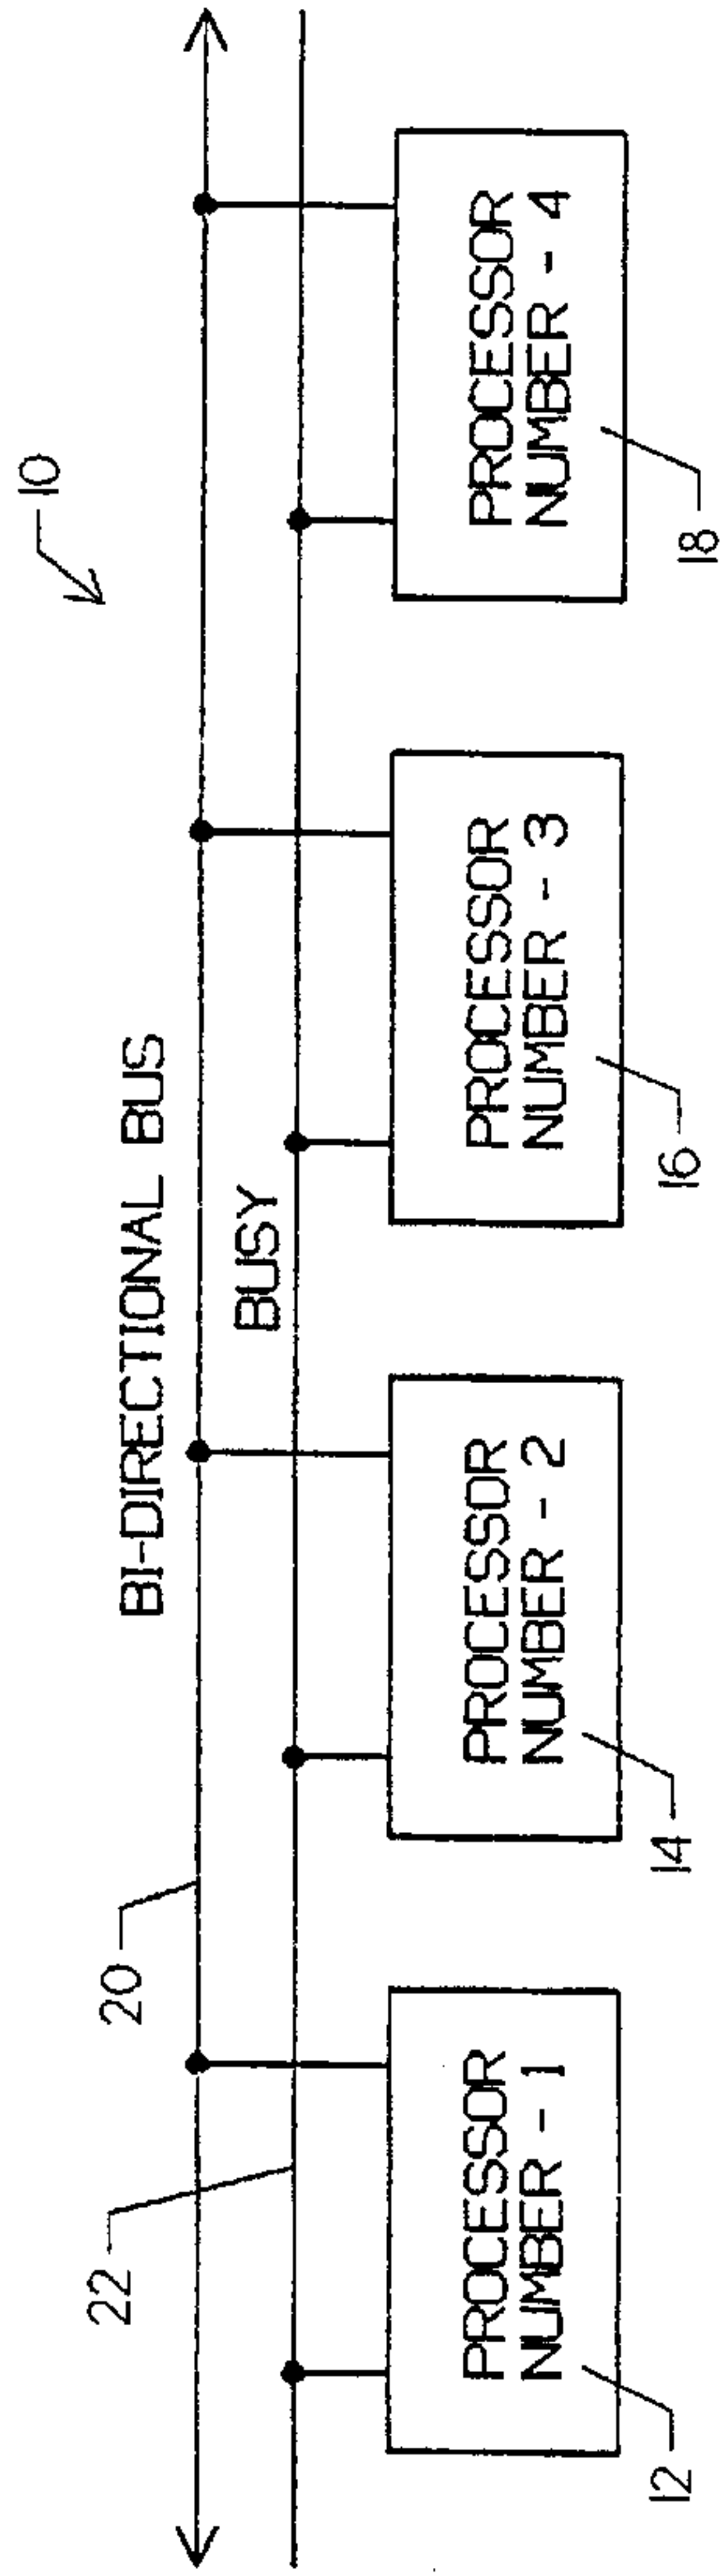 10
BI-DIRECTIONAL BUS
20
BUSY
22
PROCESSOR
NUMBER - 1
12
PROCESSOR
NUMBER - 2
14
PROCESSOR
NUMBER - 3
16
PROCESSOR
NUMBER - 4
18